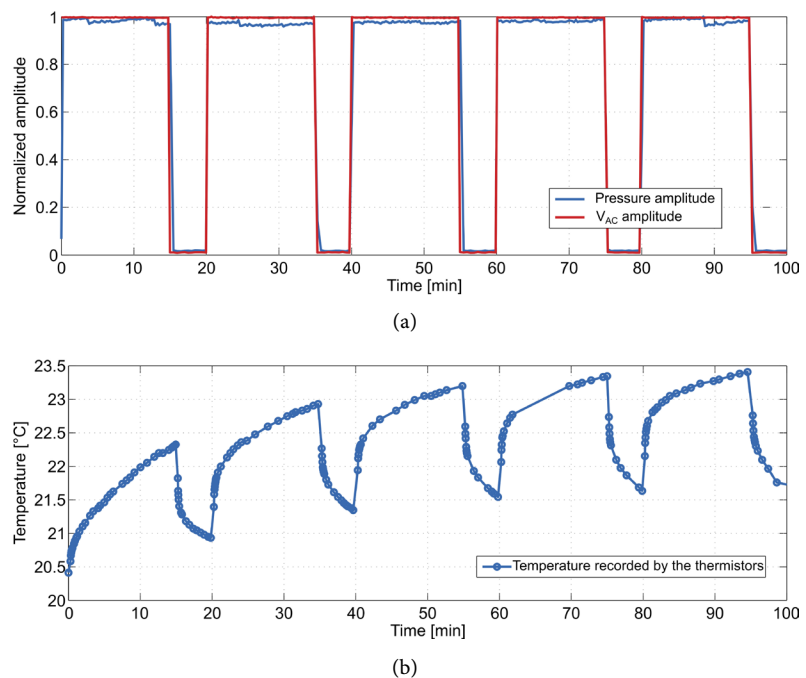 Normalized amplitude
1
0.8
0.6
0.4
0.2
0
0 10 20 30 40 50 60 70 80 90 100
Pressure amplitude
V_AC amplitude
Time [min]
(a)
Temperature [°C]
23.5
23
22.5
22
21.5
21
20.5
20
Temperature recorded by the thermistors
0 10 20 30 40 50 60 70 80 90 100
Time [min]
(b)